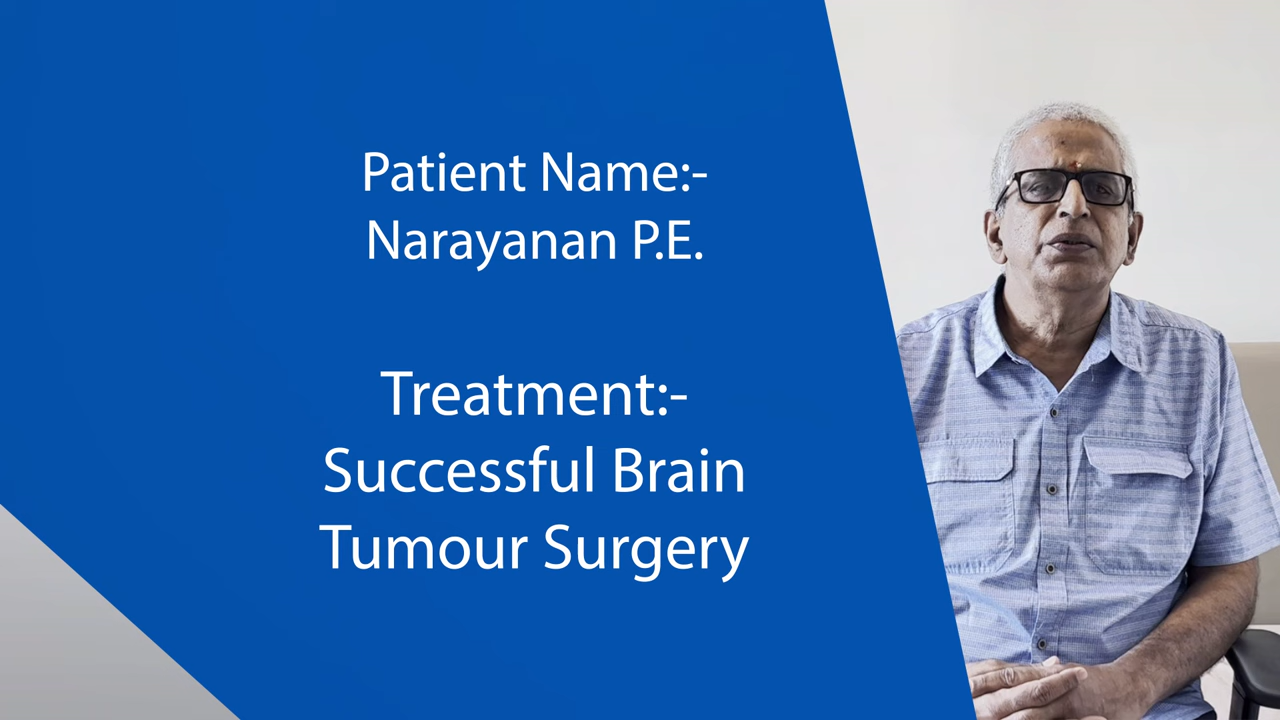 Patient Name:-
Narayanan P.E.
Treatment:-
Successful Brain
Tumour Surgery